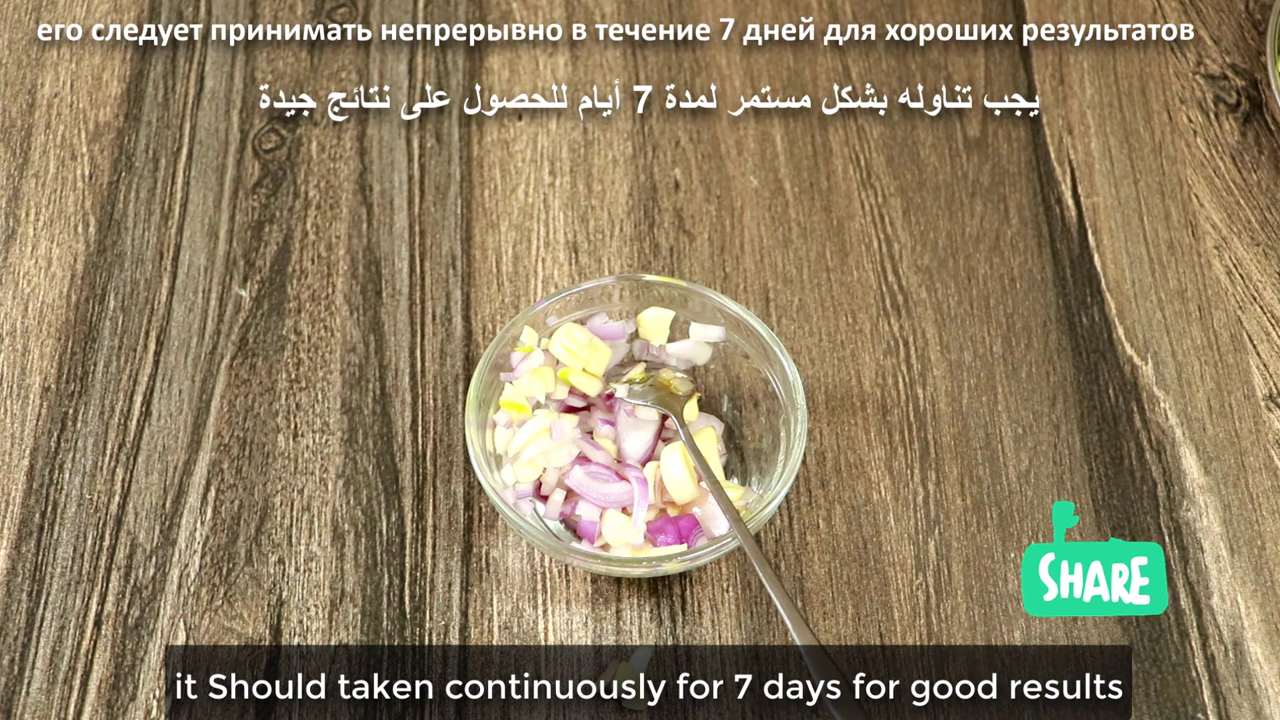 его следует принимать непрерывно в течение 7 дней для хороших результатов
يجب تناوله بشكل مستمر لمدة 7 أيام للحصول على نتائج جيدة
SHARE
it Should taken continuously for 7 days for good results